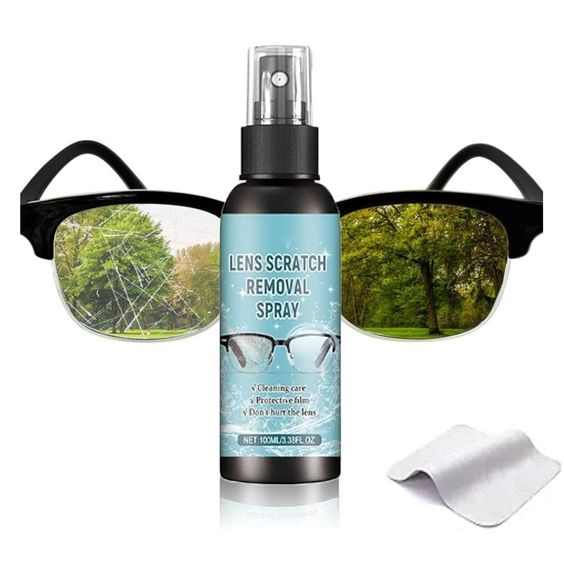 LENS SCRATCH
REMOVAL
SPRAY
√ Cleaning care
√ Protective film
√ Don't hurt the lens
NET:100ML/3.38FL.OZ